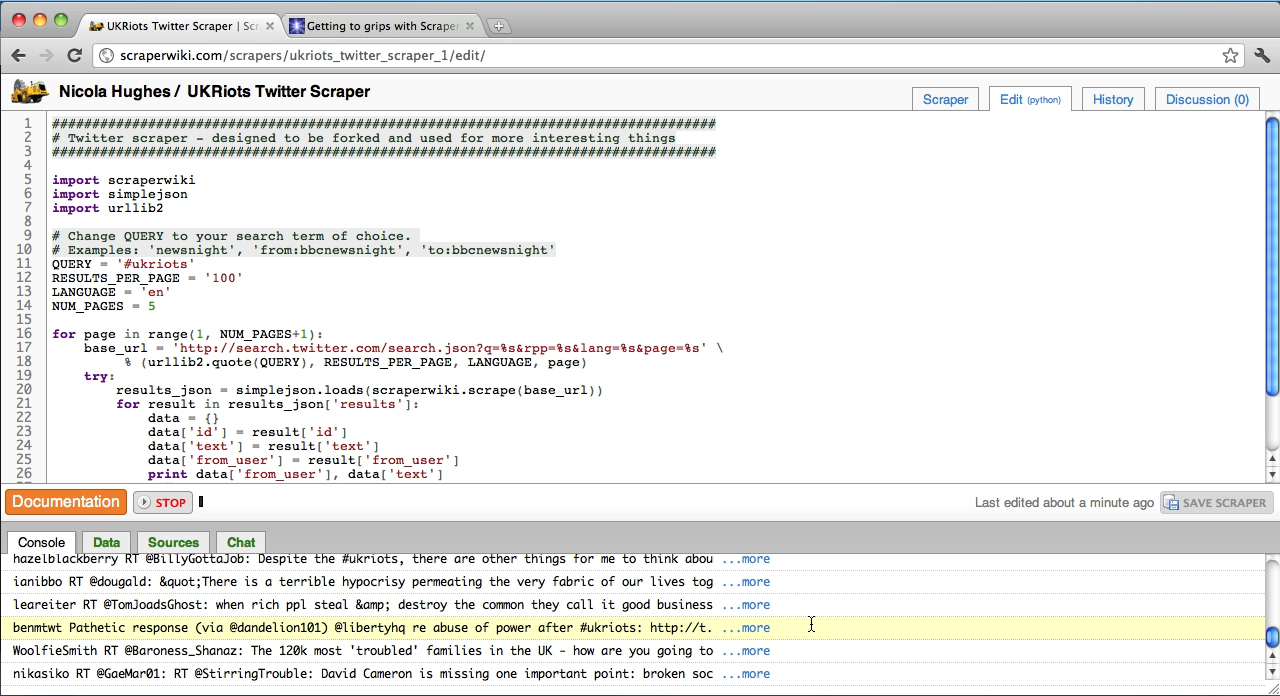 UKRiots Twitter Scraper | Scr
Getting to grips with Scraper
scraperwiki.com/scrapers/ukriots_twitter_scraper_1/edit/
Nicola Hughes / UKRiots Twitter Scraper
Scraper
Edit (python)
History
Discussion (0)
1 ###################################################################################
2 # Twitter scraper - designed to be forked and used for more interesting things
3 ###################################################################################
4
5 import scraperwiki
6 import simplejson
7 import urllib2
8
9 # Change QUERY to your search term of choice.
10 # Examples: 'newsnight', 'from:bbcnewsnight', 'to:bbcnewsnight'
11 QUERY = '#ukriots'
12 RESULTS_PER_PAGE = '100'
13 LANGUAGE = 'en'
14 NUM_PAGES = 5
15
16 for page in range(1, NUM_PAGES+1):
17 base_url = 'http://search.twitter.com/search.json?q=%s&rpp=%s&lang=%s&page=%s' \
18 % (urllib2.quote(QUERY), RESULTS_PER_PAGE, LANGUAGE, page)
19 try:
20 results_json = simplejson.loads(scraperwiki.scrape(base_url))
21 for result in results_json['results']:
22 data = {}
23 data['id'] = result['id']
24 data['text'] = result['text']
25 data['from_user'] = result['from_user']
26 print data['from_user'], data['text']
Documentation
STOP
Last edited about a minute ago
SAVE SCRAPER
Console
Data
Sources
Chat
hazelblackberry RT @BillyGottaJob: Despite the #ukriots, there are other things for me to think abou ...more
ianibbo RT @dougald: &quot;There is a terrible hypocrisy permeating the very fabric of our lives tog ...more
leareiter RT @TomJoadsGhost: when rich ppl steal &amp; destroy the common they call it good business ...more
benmtwt Pathetic response (via @dandelion101) @libertyhq re abuse of power after #ukriots: http://t. ...more
WoolfieSmith RT @Baroness_Shanaz: The 120k most 'troubled' families in the UK - how are you going to ...more
nikasiko RT @GaeMar01: RT @StirringTrouble: David Cameron is missing one important point: broken soc ...more